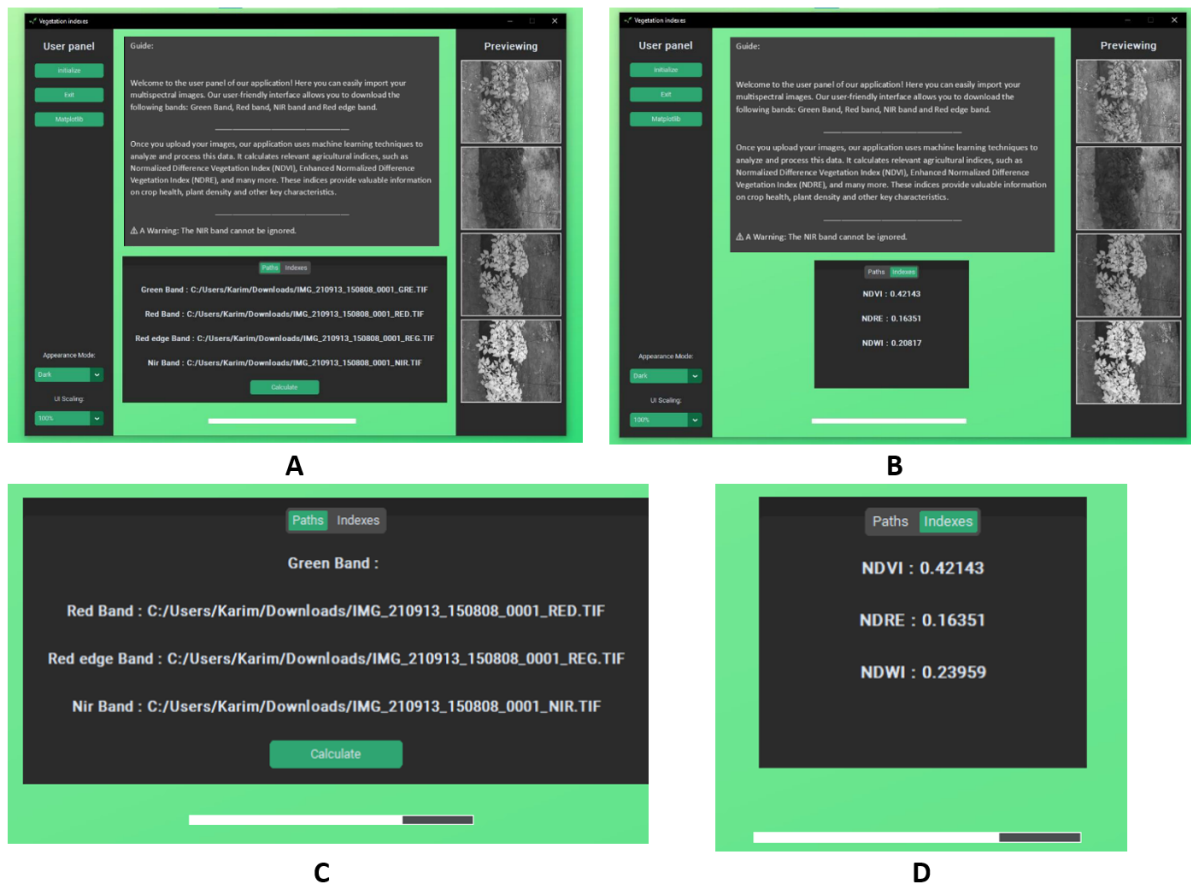 Vegetation indexes
User panel
Initialize
Exit
Matplotlib
Appearance Mode:
Dark
UI Scaling:
100%
Guide:
Welcome to the user panel of our application! Here you can easily import your
multispectral images. Our user-friendly interface allows you to download the
following bands: Green Band, Red band, NIR band and Red edge band.
Once you upload your images, our application uses machine learning techniques to
analyze and process this data. It calculates relevant agricultural indices, such as
Normalized Difference Vegetation Index (NDVI), Enhanced Normalized Difference
Vegetation Index (NDRE), and many more. These indices provide valuable information
on crop health, plant density and other key characteristics.
⚠ A Warning: The NIR band cannot be ignored.
Paths Indexes
Green Band : C:/Users/Karim/Downloads/IMG_210913_150808_0001_GRE.TIF
Red Band : C:/Users/Karim/Downloads/IMG_210913_150808_0001_RED.TIF
Red edge Band : C:/Users/Karim/Downloads/IMG_210913_150808_0001_REG.TIF
Nir Band : C:/Users/Karim/Downloads/IMG_210913_150808_0001_NIR.TIF
Calculate
Previewing
A
Vegetation indexes
User panel
Initialize
Exit
Matplotlib
Appearance Mode:
Dark
UI Scaling:
100%
Guide:
Welcome to the user panel of our application! Here you can easily import your
multispectral images. Our user-friendly interface allows you to download the
following bands: Green Band, Red band, NIR band and Red edge band.
Once you upload your images, our application uses machine learning techniques to
analyze and process this data. It calculates relevant agricultural indices, such as
Normalized Difference Vegetation Index (NDVI), Enhanced Normalized Difference
Vegetation Index (NDRE), and many more. These indices provide valuable information
on crop health, plant density and other key characteristics.
⚠ A Warning: The NIR band cannot be ignored.
Paths Indexes
NDVI : 0.42143
NDRE : 0.16351
NDWI : 0.20817
Previewing
B
Paths Indexes
Green Band :
Red Band : C:/Users/Karim/Downloads/IMG_210913_150808_0001_RED.TIF
Red edge Band : C:/Users/Karim/Downloads/IMG_210913_150808_0001_REG.TIF
Nir Band : C:/Users/Karim/Downloads/IMG_210913_150808_0001_NIR.TIF
Calculate
C
Paths Indexes
NDVI : 0.42143
NDRE : 0.16351
NDWI : 0.23959
D